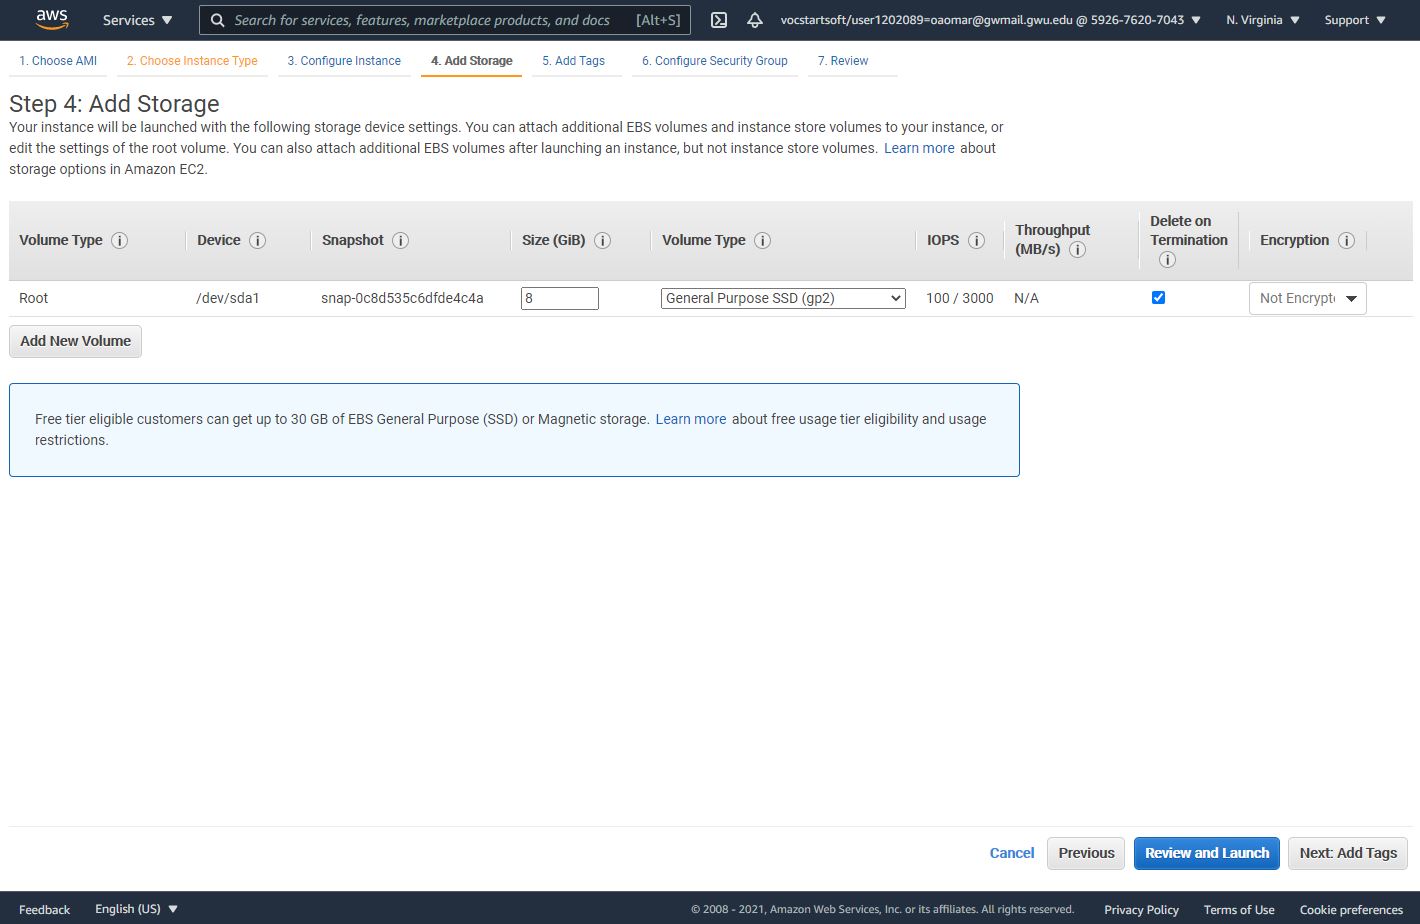 aws Services Search for services, features, marketplace products, and docs [Alt+S] vocstartsoft/user1202089=oaomar@gwmail.gwu.edu @ 5926-7620-7043 N. Virginia Support
1. Choose AMI 2. Choose Instance Type 3. Configure Instance 4. Add Storage 5. Add Tags 6. Configure Security Group 7. Review
Step 4: Add Storage
Your instance will be launched with the following storage device settings. You can attach additional EBS volumes and instance store volumes to your instance, or
edit the settings of the root volume. You can also attach additional EBS volumes after launching an instance, but not instance store volumes. Learn more about
storage options in Amazon EC2.
Volume Type Device Snapshot Size (GiB) Volume Type IOPS Throughput (MB/s) Delete on Termination Encryption
Root /dev/sda1 snap-0c8d535c6dfde4c4a 8 General Purpose SSD (gp2) 100 / 3000 N/A Not Encrypte
Add New Volume
Free tier eligible customers can get up to 30 GB of EBS General Purpose (SSD) or Magnetic storage. Learn more about free usage tier eligibility and usage
restrictions.
Cancel Previous Review and Launch Next: Add Tags
Feedback English (US) © 2008 - 2021, Amazon Web Services, Inc. or its affiliates. All rights reserved. Privacy Policy Terms of Use Cookie preferences